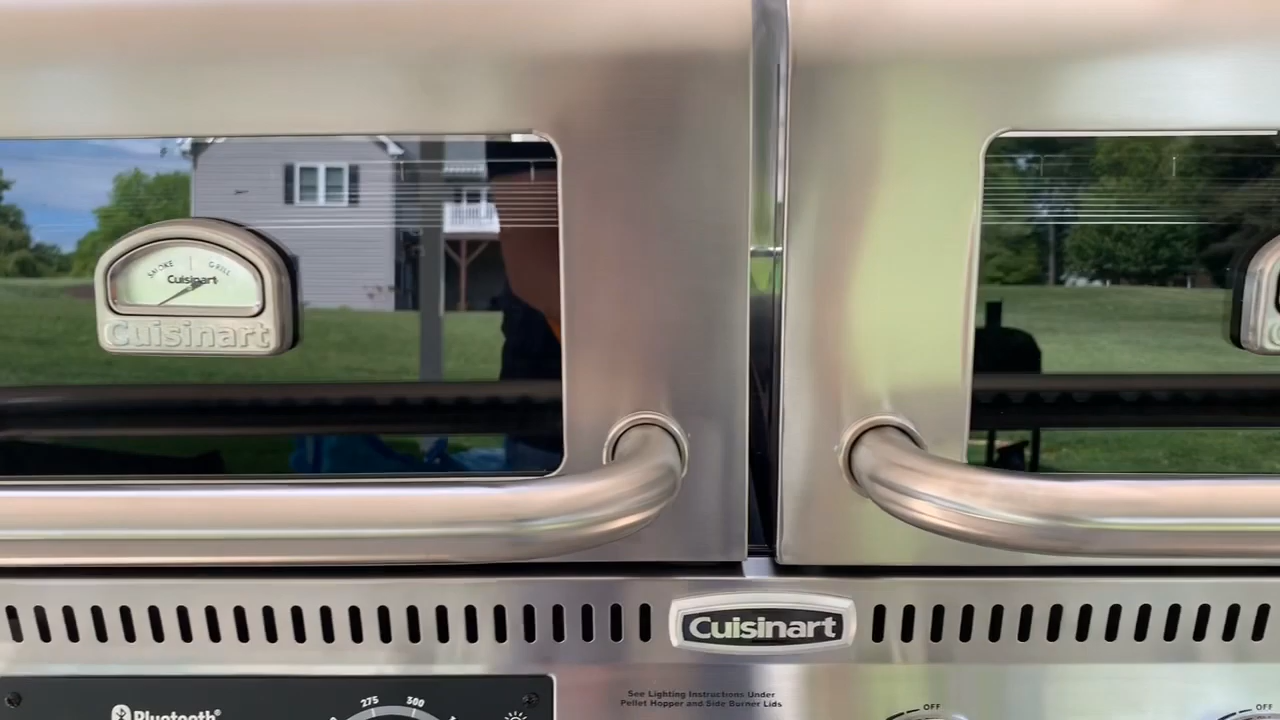 SMOKE GRILL
Cuisinart
Cuisinart
Cuisinart
See Lighting Instructions Under
Pellet Hopper and Side Burner Lids
275 300
OFF
OFF
Bluetooth®